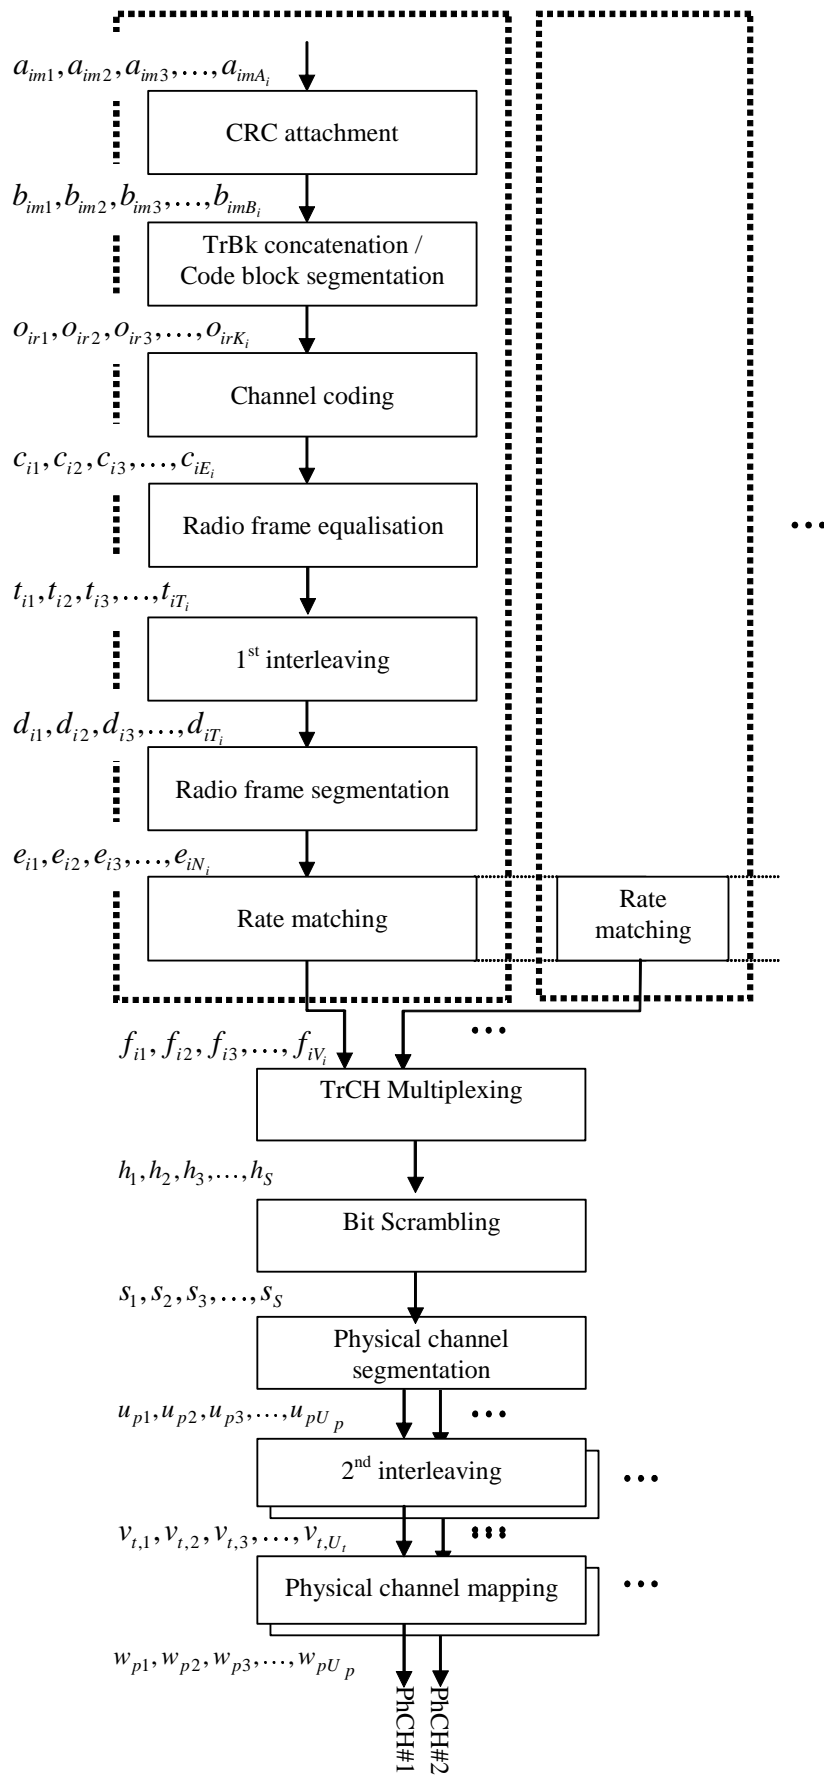 a_{im1}, a_{im2}, a_{im3}, ..., a_{imA_i}
CRC attachment
b_{im1}, b_{im2}, b_{im3}, ..., b_{imB_i}
TrBk concatenation /
Code block segmentation
o_{ir1}, o_{ir2}, o_{ir3}, ..., o_{irK_i}
Channel coding
c_{i1}, c_{i2}, c_{i3}, ..., c_{iE_i}
Radio frame equalisation
...
t_{i1}, t_{i2}, t_{i3}, ..., t_{iT_i}
1^{st} interleaving
d_{i1}, d_{i2}, d_{i3}, ..., d_{iT_i}
Radio frame segmentation
e_{i1}, e_{i2}, e_{i3}, ..., e_{iN_i}
Rate matching
Rate
matching
...
f_{i1}, f_{i2}, f_{i3}, ..., f_{iV_i}
TrCH Multiplexing
h_1, h_2, h_3, ..., h_S
Bit Scrambling
s_1, s_2, s_3, ..., s_S
Physical channel
segmentation
u_{p1}, u_{p2}, u_{p3}, ..., u_{pU_p}
...
2^{nd} interleaving
...
v_{t,1}, v_{t,2}, v_{t,3}, ..., v_{t,U_t}
...
Physical channel mapping
...
w_{p1}, w_{p2}, w_{p3}, ..., w_{pU_p}
PhCH#1
PhCH#2